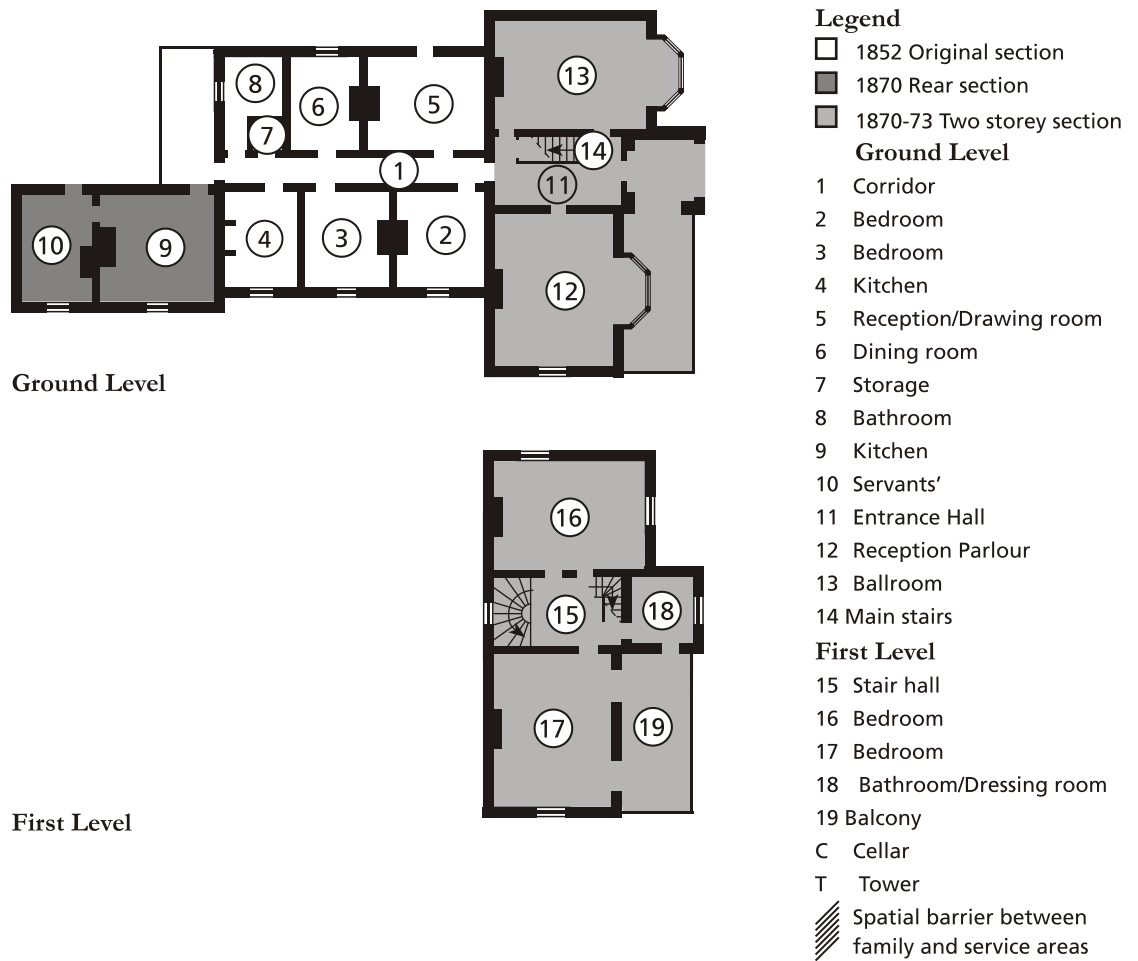 8
6
5
7
13
14
1
11
10
9
4
3
2
12
Ground Level
16
15
18
17
19
First Level
Legend
1852 Original section
1870 Rear section
1870-73 Two storey section
Ground Level
1 Corridor
2 Bedroom
3 Bedroom
4 Kitchen
5 Reception/Drawing room
6 Dining room
7 Storage
8 Bathroom
9 Kitchen
10 Servants’
11 Entrance Hall
12 Reception Parlour
13 Ballroom
14 Main stairs
First Level
15 Stair hall
16 Bedroom
17 Bedroom
18 Bathroom/Dressing room
19 Balcony
C Cellar
T Tower
Spatial barrier between
family and service areas